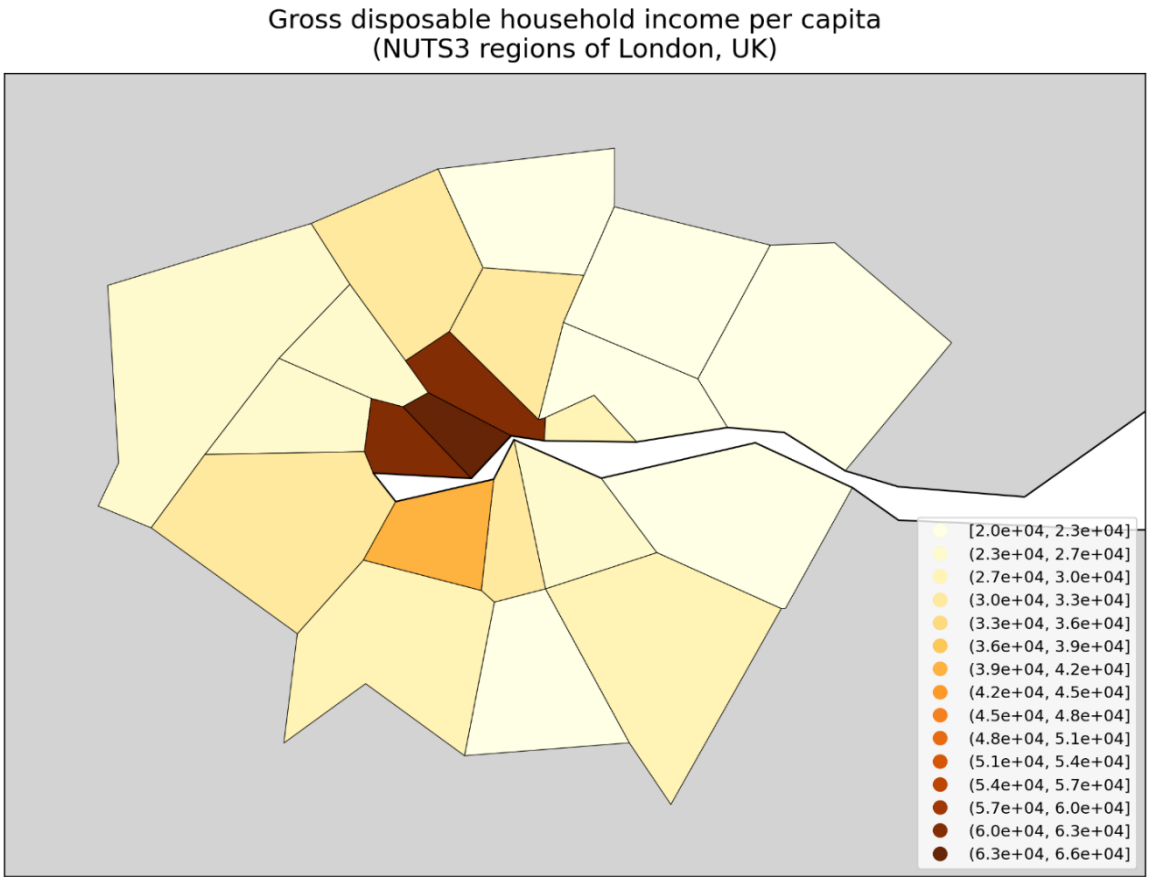 Gross disposable household income per capita
(NUTS3 regions of London, UK)
[2.0e+04, 2.3e+04]
(2.3e+04, 2.7e+04]
(2.7e+04, 3.0e+04]
(3.0e+04, 3.3e+04]
(3.3e+04, 3.6e+04]
(3.6e+04, 3.9e+04]
(3.9e+04, 4.2e+04]
(4.2e+04, 4.5e+04]
(4.5e+04, 4.8e+04]
(4.8e+04, 5.1e+04]
(5.1e+04, 5.4e+04]
(5.4e+04, 5.7e+04]
(5.7e+04, 6.0e+04]
(6.0e+04, 6.3e+04]
(6.3e+04, 6.6e+04]